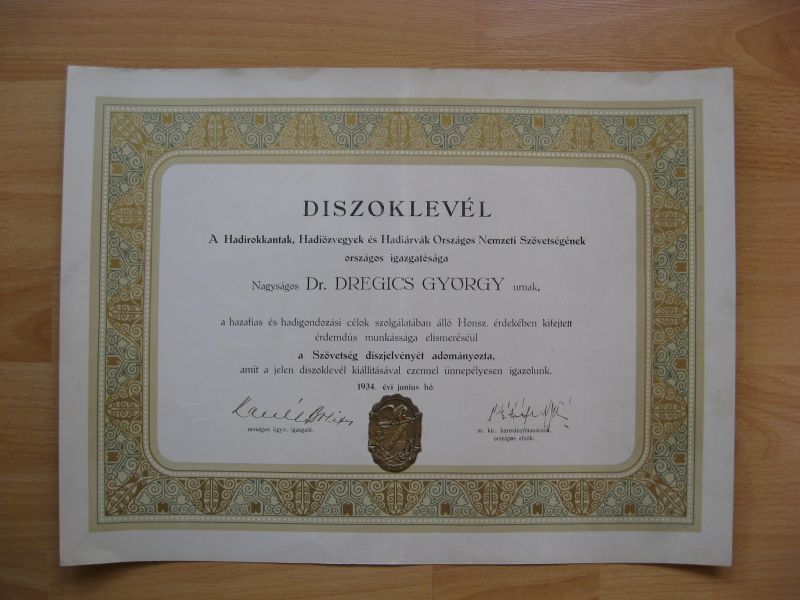 DISZOKLEVÉL
A Hadirokkantak, Hadiözvegyek és Hadiárvák Országos Nemzeti Szövetségének
országos igazgatósága
Nagyságos Dr. DREGICS GYÖRGY urnak,
a hazafias és hadigondozási célok szolgálatában álló Honsz. érdekében kifejtett
érdemdús munkássága elismeréséül
a Szövetség diszjelvényét adományozta,
amit a jelen diszoklevél kiállitásával ezennel ünnepélyesen igazolunk.
1934. évi junius hó.
országos ügyv. igazgató.
m. kir. kormányfőtanácsos,
országos elnök.